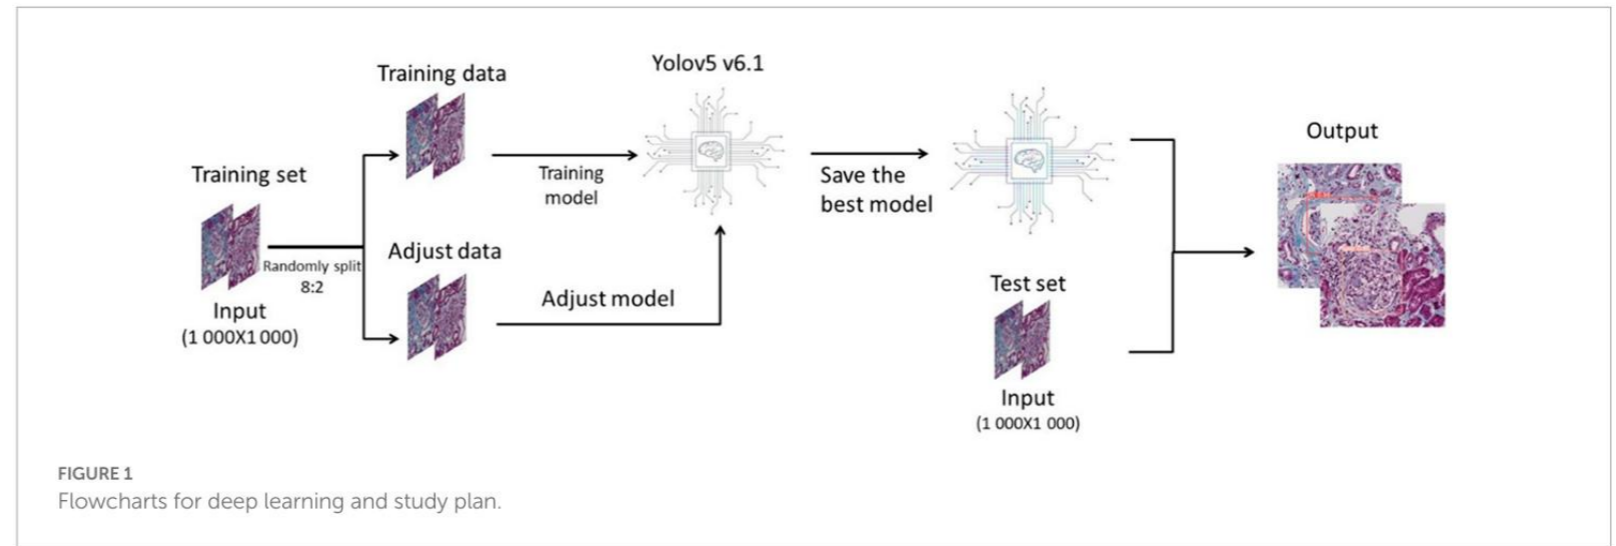 Training set
Input
(1 000X1 000)
Randomly split
8:2
Training data
Adjust data
Training
model
Adjust model
Yolov5 v6.1
Save the
best model
Test set
Input
(1 000X1 000)
Output
FIGURE 1
Flowcharts for deep learning and study plan.